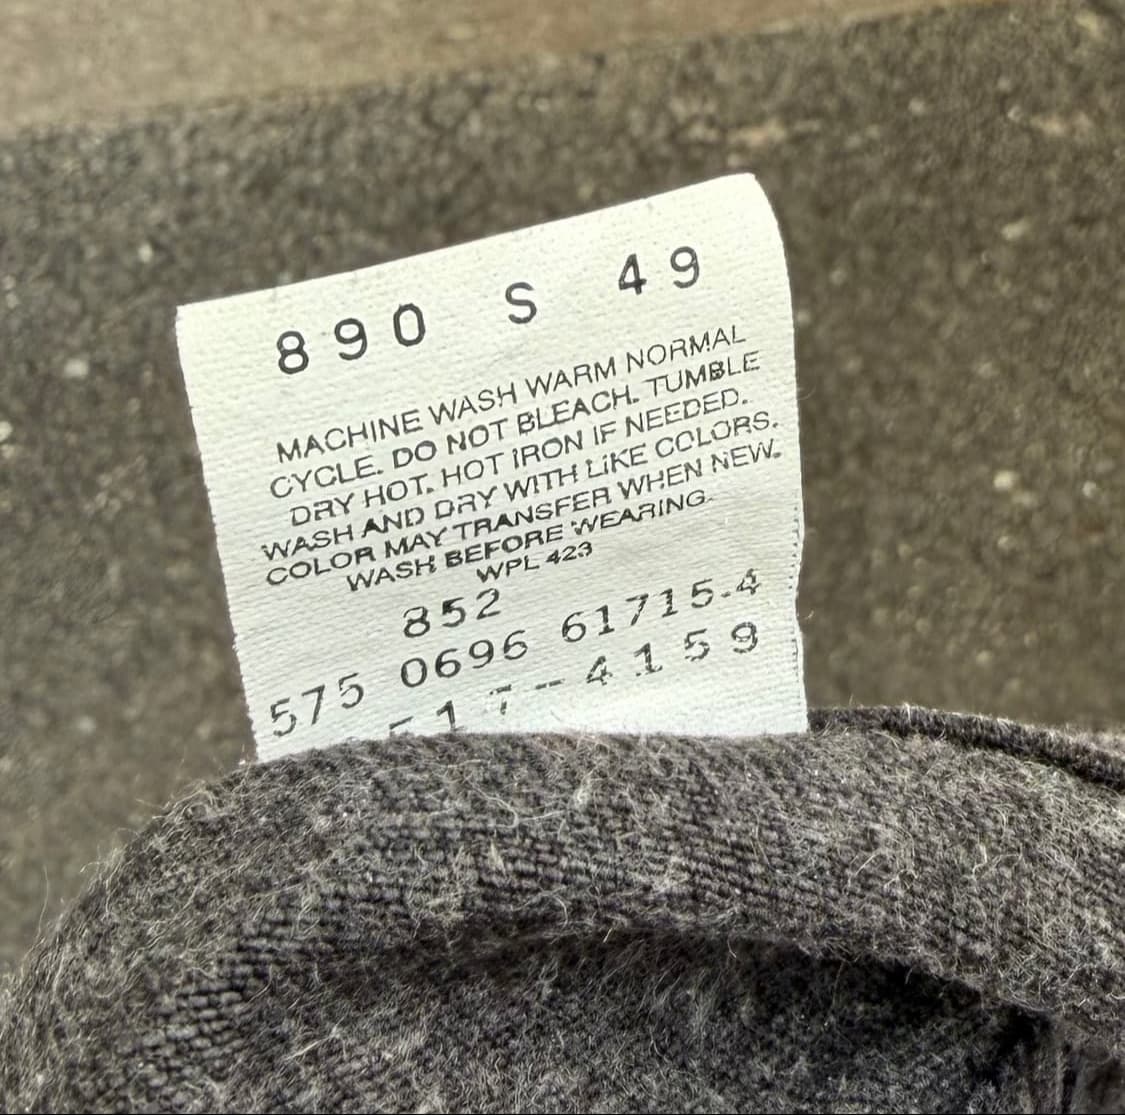 890 S 49
MACHINE WASH WARM NORMAL
CYCLE. DO NOT BLEACH. TUMBLE
DRY HOT. HOT IRON IF NEEDED.
WASH AND DRY WITH LIKE COLORS.
COLOR MAY TRANSFER WHEN NEW.
WASH BEFORE WEARING.
WPL 423
852
575 0696 61715-4
517-4159